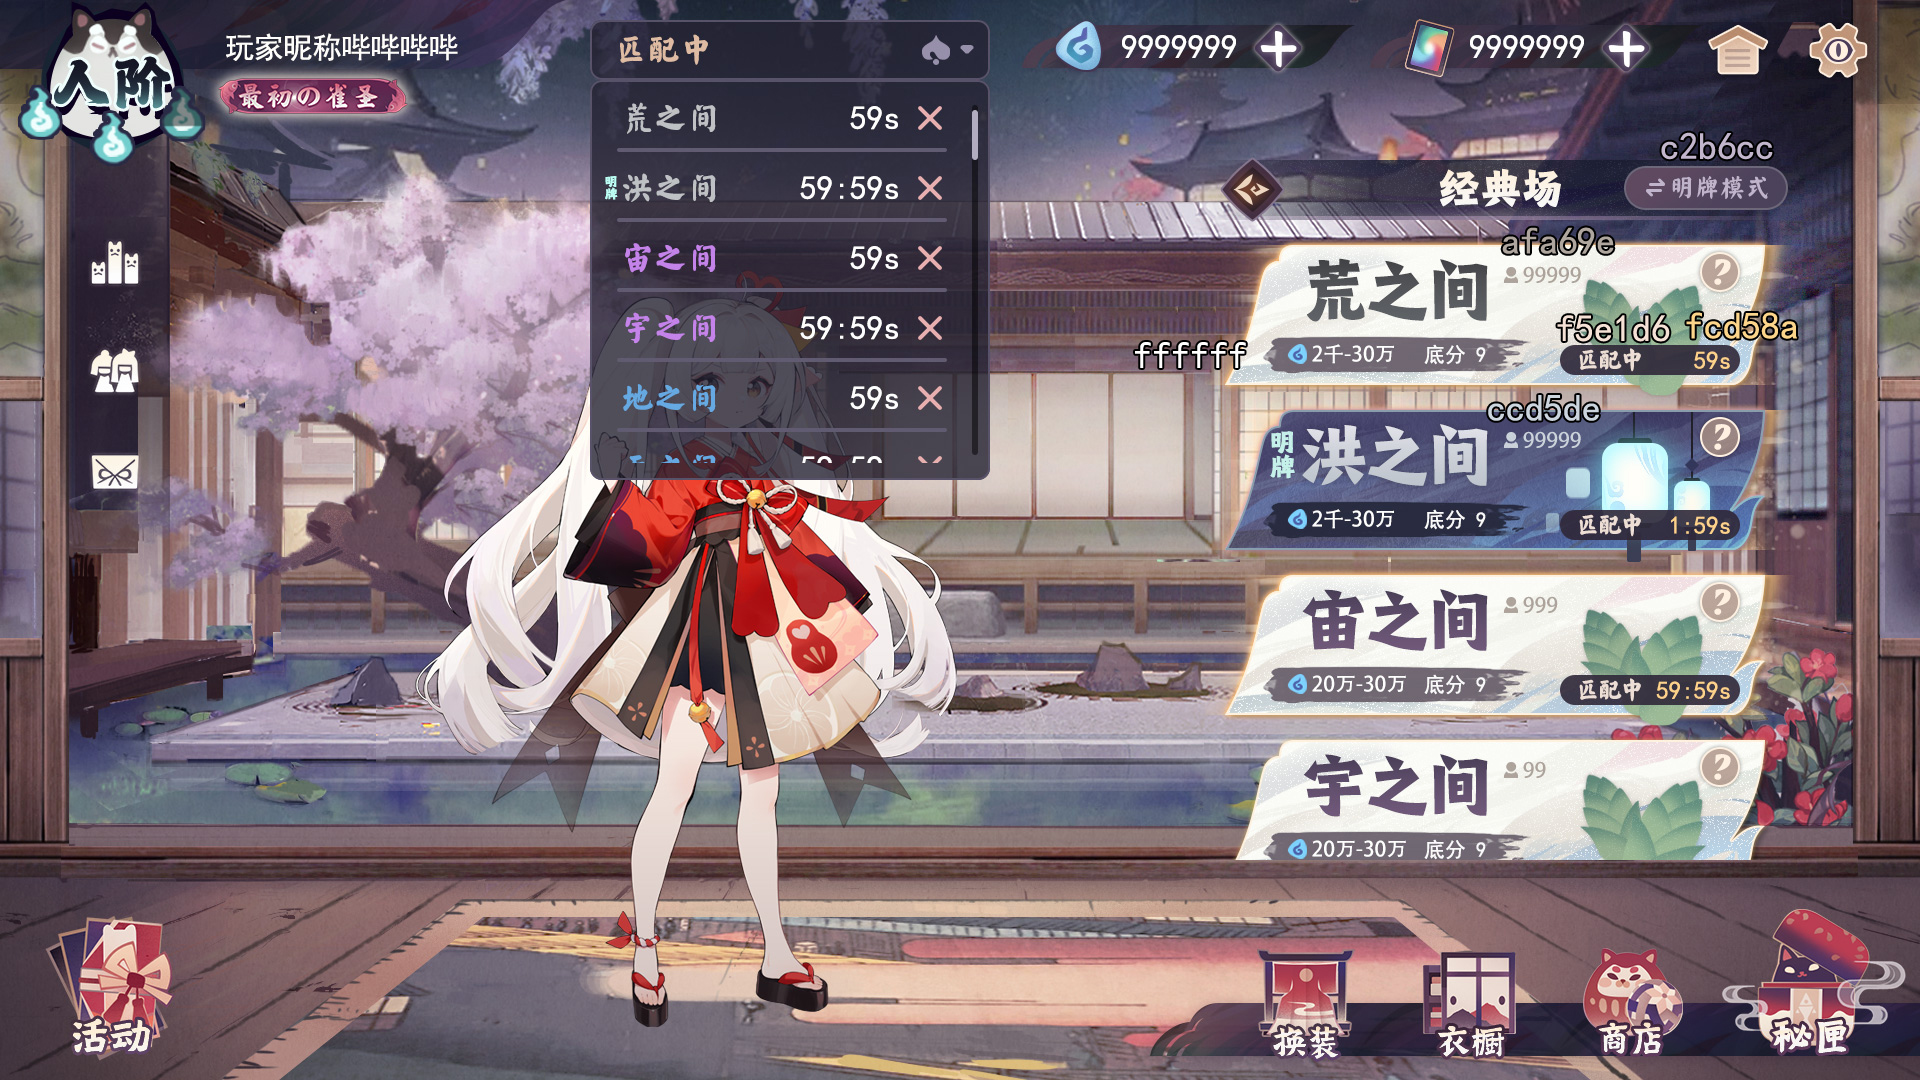 人阶
玩家昵称哔哔哔哔
最初の雀圣
匹配中
9999999
9999999
荒之间 59s
明牌 洪之间 59:59s
宙之间 59s
宇之间 59:59s
地之间 59s
c2b6cc
经典场 明牌模式
afa69e
荒之间 99999
f5e1d6 fcd58a
ffffff
2千-30万 底分 9 匹配中 59s
ccd5de
明牌 洪之间 99999
2千-30万 底分 9 匹配中 1:59s
宙之间 999
20万-30万 底分 9 匹配中 59:59s
宇之间 99
20万-30万 底分 9
活动
换装
衣橱
商店
秘匣